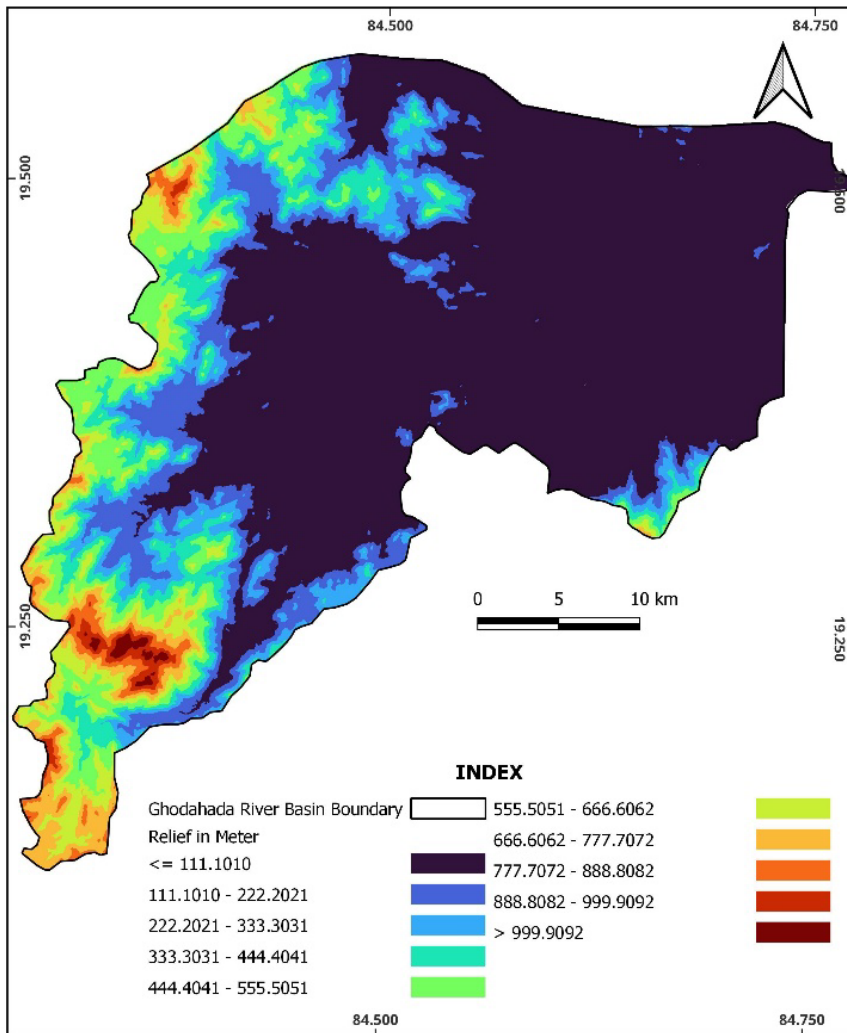 84.500
84.750
19.500
19.500
0 5 10 km
19.250
19.250
INDEX
Ghodahada River Basin Boundary
Relief in Meter
<= 111.1010
111.1010 - 222.2021
222.2021 - 333.3031
333.3031 - 444.4041
444.4041 - 555.5051
555.5051 - 666.6062
666.6062 - 777.7072
777.7072 - 888.8082
888.8082 - 999.9092
> 999.9092
84.500
84.750